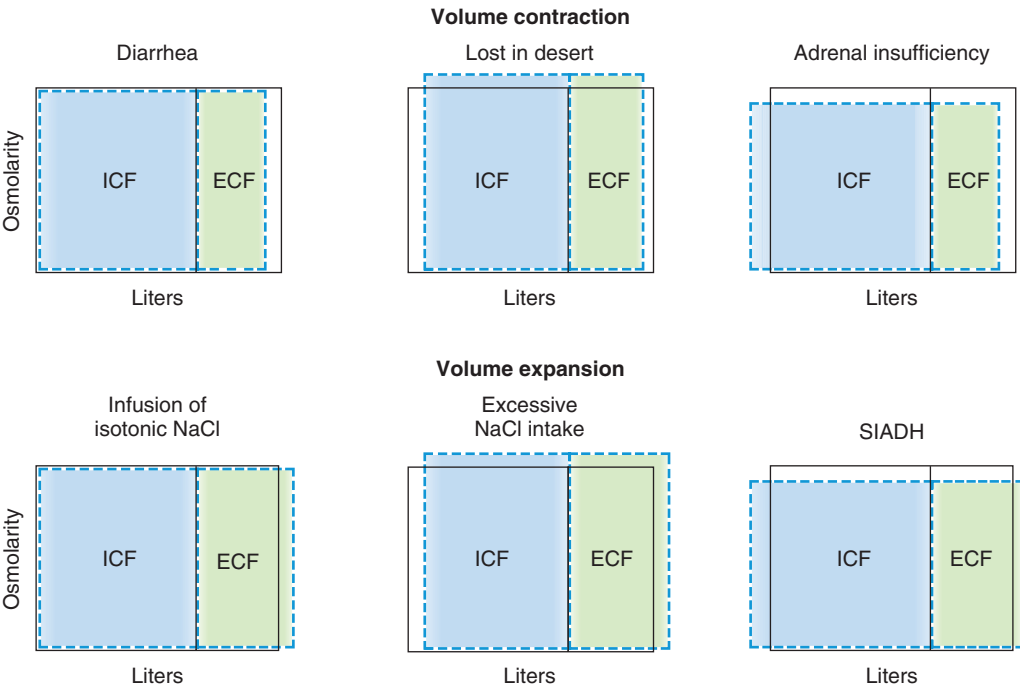 Volume contraction
Diarrhea
Lost in desert
Adrenal insufficiency
Osmolarity
ICF
ECF
ICF
ECF
ICF
ECF
Liters
Liters
Liters
Volume expansion
Infusion of
isotonic NaCl
Excessive
NaCl intake
SIADH
Osmolarity
ICF
ECF
ICF
ECF
ICF
ECF
Liters
Liters
Liters